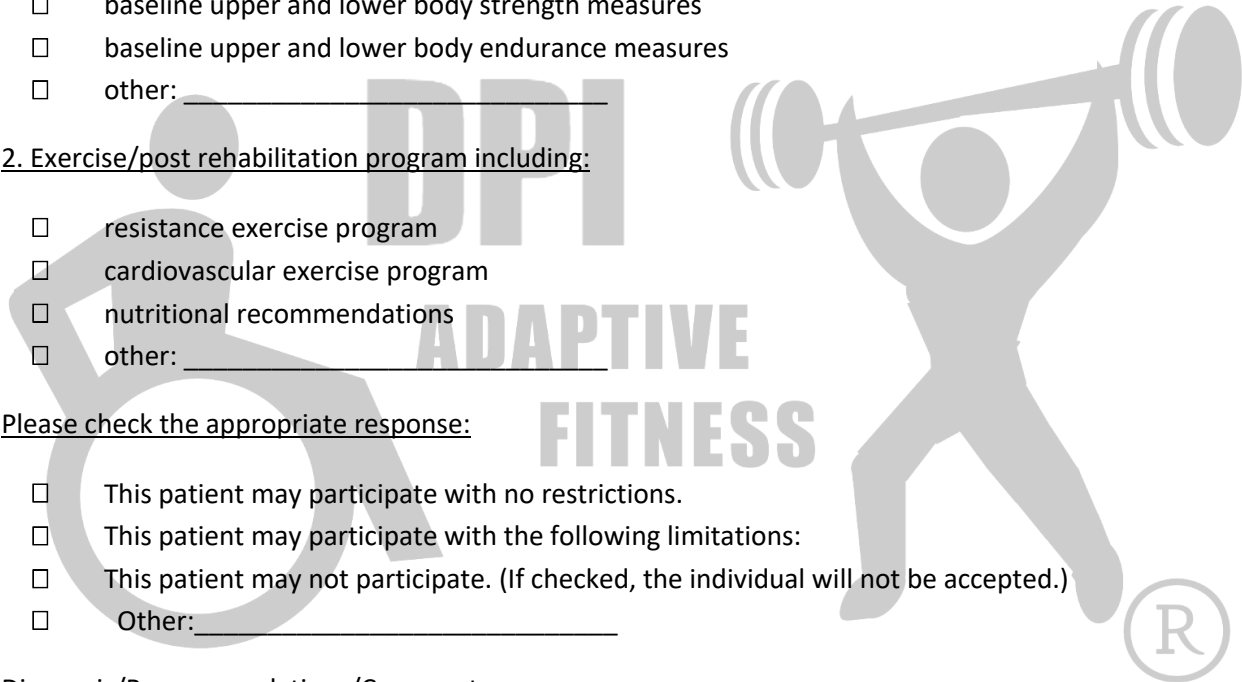 ☐ baseline upper and lower body strength measures
☐ baseline upper and lower body endurance measures
☐ other: ______________________________
2. Exercise/post rehabilitation program including:
☐ resistance exercise program
☐ cardiovascular exercise program
☐ nutritional recommendations
☐ other: ______________________________
Please check the appropriate response:
☐ This patient may participate with no restrictions.
☐ This patient may participate with the following limitations:
☐ This patient may not participate. (If checked, the individual will not be accepted.)
☐ Other:______________________________
DPI
ADAPTIVE
FITNESS
®